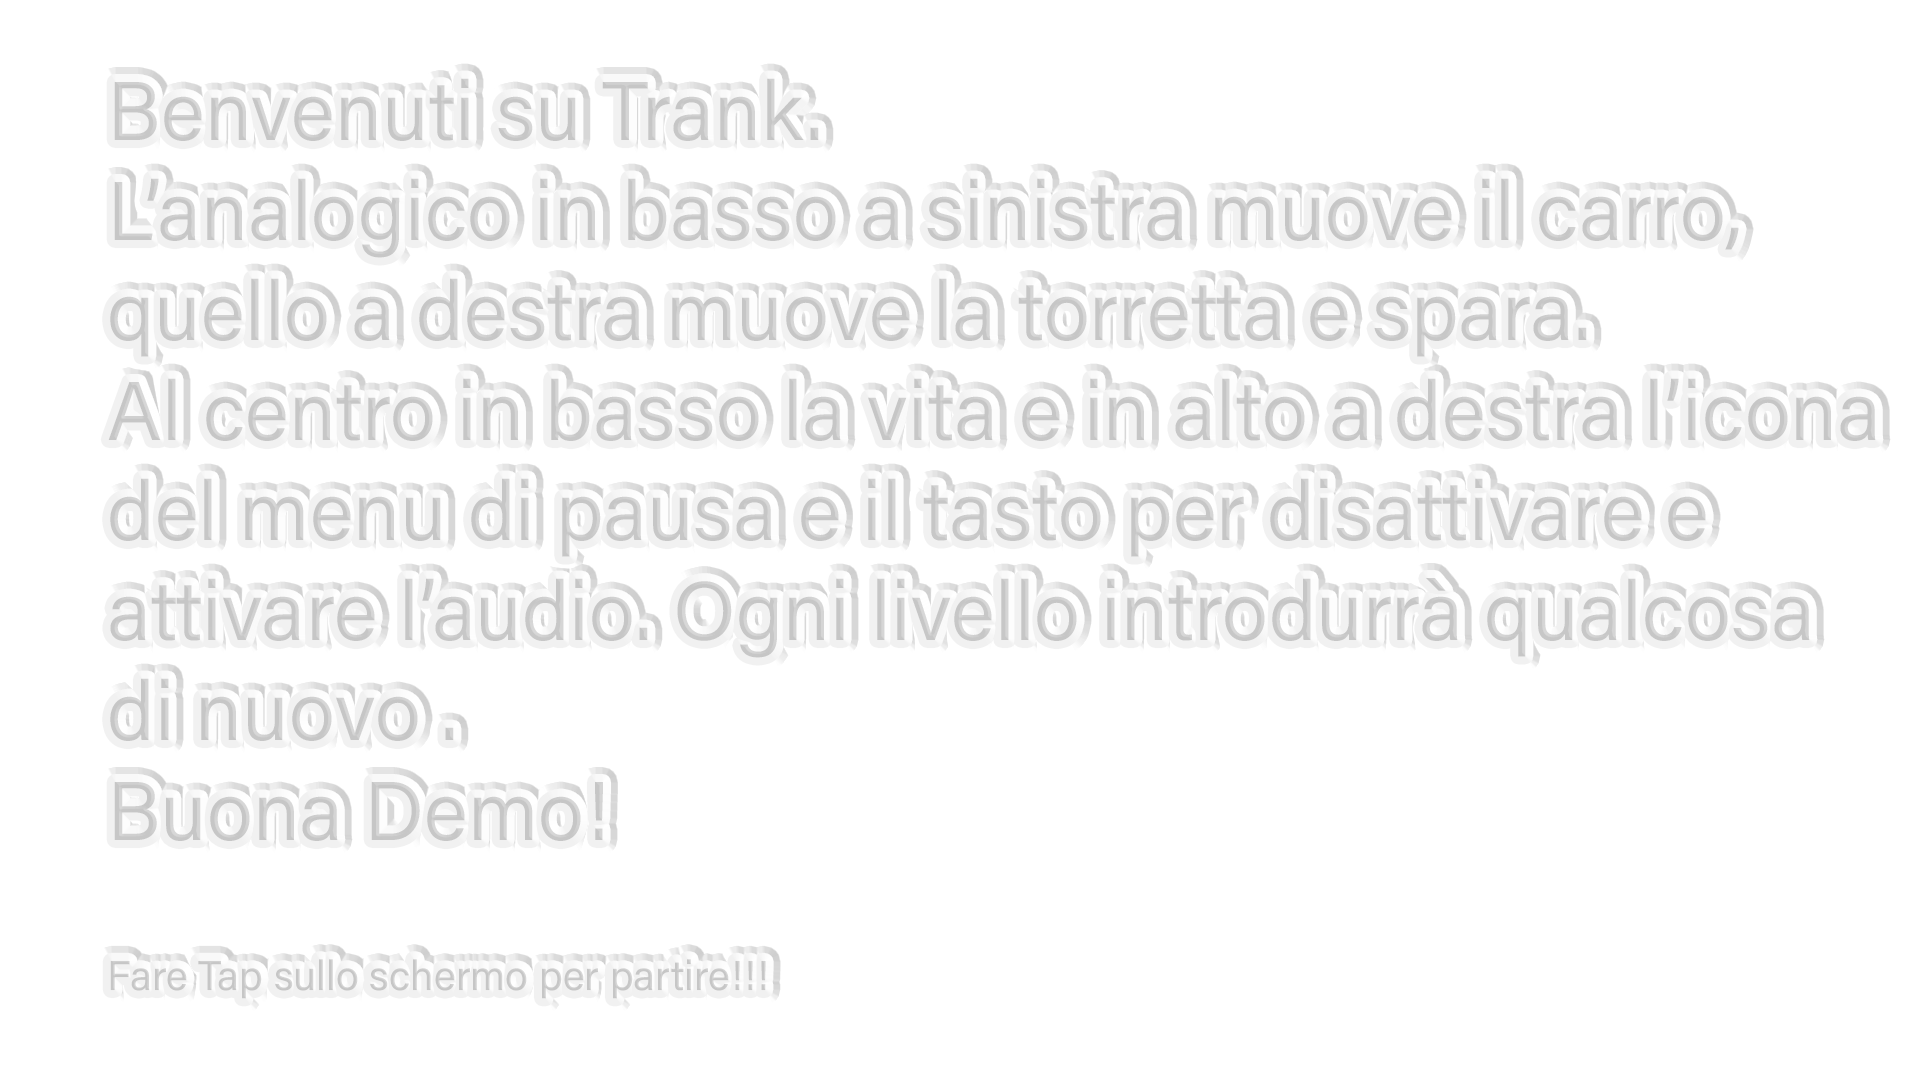 Benvenuti su Trank.
L’analogico in basso a sinistra muove il carro,
quello a destra muove la torretta e spara.
Al centro in basso la vita e in alto a destra l’icona
del menu di pausa e il tasto per disattivare e
attivare l’audio. Ogni livello introdurrà qualcosa
di nuovo .
Buona Demo!
Fare Tap sullo schermo per partire!!!